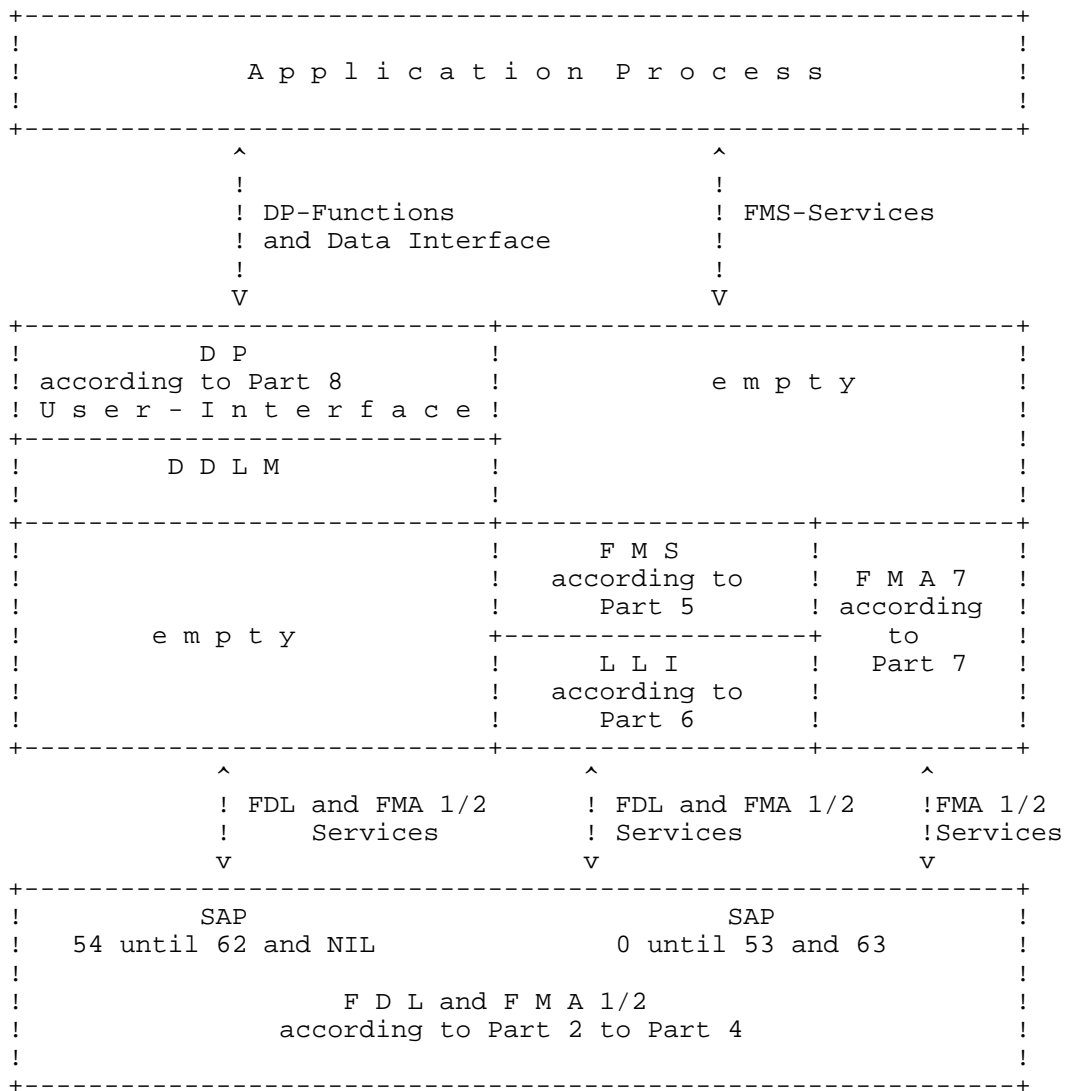 A p p l i c a t i o n  P r o c e s s
DP-Functions
and Data Interface
FMS-Services
D P
according to Part 8
U s e r - I n t e r f a c e
e m p t y
D D L M
e m p t y
F M S
according to
Part 5
L L I
according to
Part 6
F M A 7
according
to
Part 7
FDL and FMA 1/2
Services
FDL and FMA 1/2
Services
FMA 1/2
Services
SAP
54 until 62 and NIL
SAP
0 until 53 and 63
F D L and F M A 1/2
according to Part 2 to Part 4